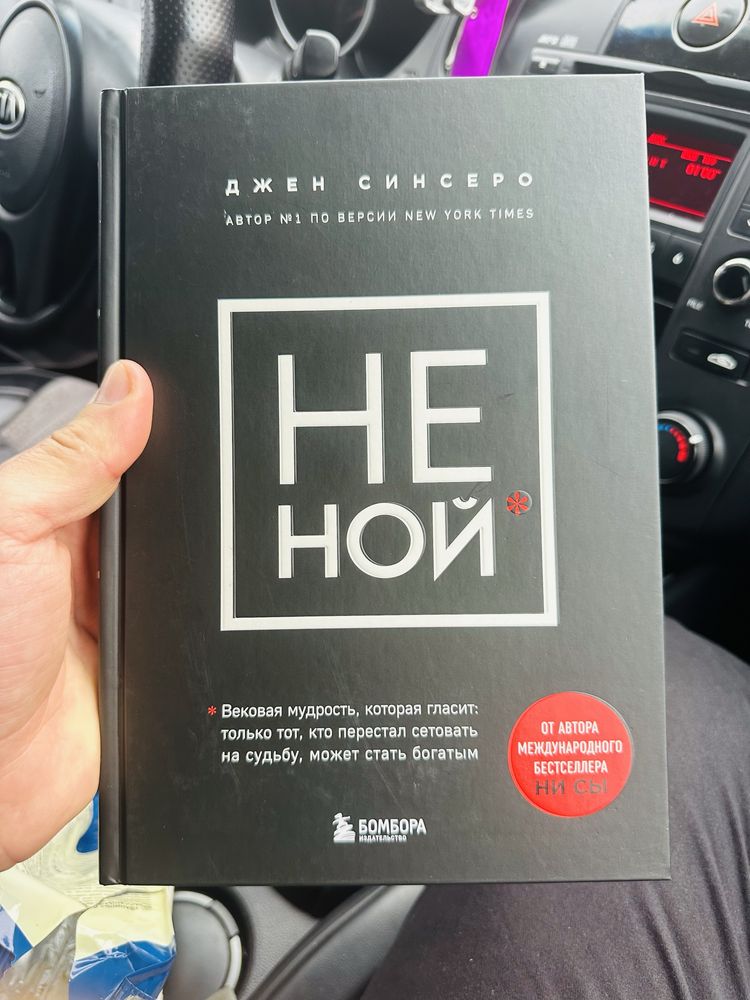 ДЖЕН СИНСЕРО
АВТОР №1 ПО ВЕРСИИ NEW YORK TIMES
НЕ
НОЙ*
* Вековая мудрость, которая гласит:
только тот, кто перестал сетовать
на судьбу, может стать богатым
ОТ АВТОРА
МЕЖДУНАРОДНОГО
БЕСТСЕЛЛЕРА
НИ СЫ
БОМБОРА
ИЗДАТЕЛЬСТВО